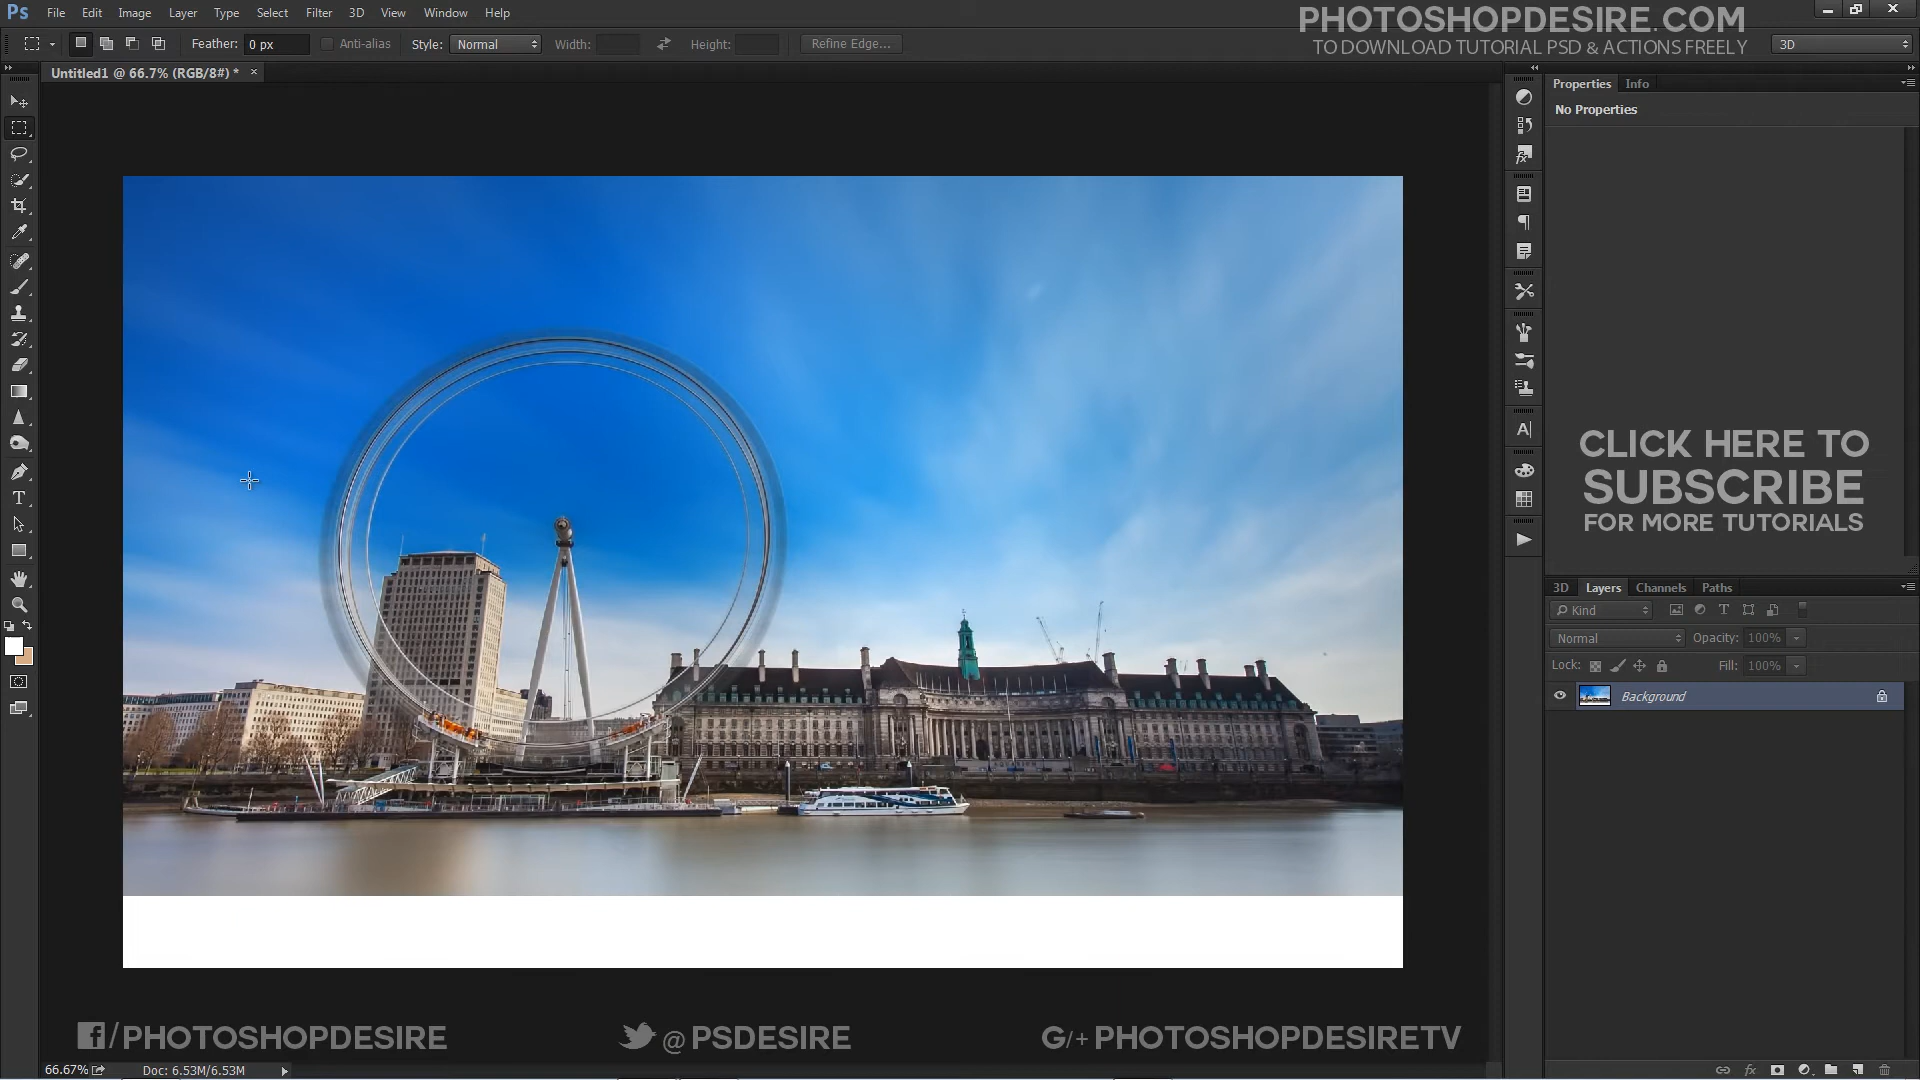 Ps File Edit Image Layer Type Select Filter 3D View Window Help
PHOTOSHOPDESIRE.COM
TO DOWNLOAD TUTORIAL PSD & ACTIONS FREELY
Feather: 0 px Anti-alias Style: Normal Width: Height: Refine Edge... 3D
Untitled1 @ 66.7% (RGB/8#) * ×
Properties Info
No Properties
CLICK HERE TO
SUBSCRIBE
FOR MORE TUTORIALS
3D Layers Channels Paths
Kind
Normal Opacity: 100%
Lock: Fill: 100%
Background
f/PHOTOSHOPDESIRE @PSDESIRE G/+ PHOTOSHOPDESIRETV
66.67% Doc: 6.53M/6.53M